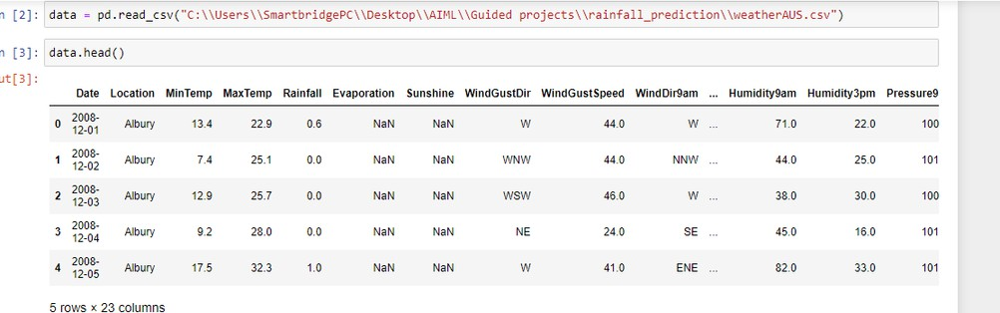 n [2]: data = pd.read_csv("C:\\Users\\SmartbridgePC\\Desktop\\AIML\\Guided projects\\rainfall_prediction\\weatherAUS.csv")
n [3]: data.head()
ut[3]:
Date Location MinTemp MaxTemp Rainfall Evaporation Sunshine WindGustDir WindGustSpeed WindDir9am ... Humidity9am Humidity3pm Pressure9
0 2008-12-01 Albury 13.4 22.9 0.6 NaN NaN W 44.0 W ... 71.0 22.0 100
1 2008-12-02 Albury 7.4 25.1 0.0 NaN NaN WNW 44.0 NNW ... 44.0 25.0 101
2 2008-12-03 Albury 12.9 25.7 0.0 NaN NaN WSW 46.0 W ... 38.0 30.0 100
3 2008-12-04 Albury 9.2 28.0 0.0 NaN NaN NE 24.0 SE ... 45.0 16.0 101
4 2008-12-05 Albury 17.5 32.3 1.0 NaN NaN W 41.0 ENE ... 82.0 33.0 101
5 rows × 23 columns